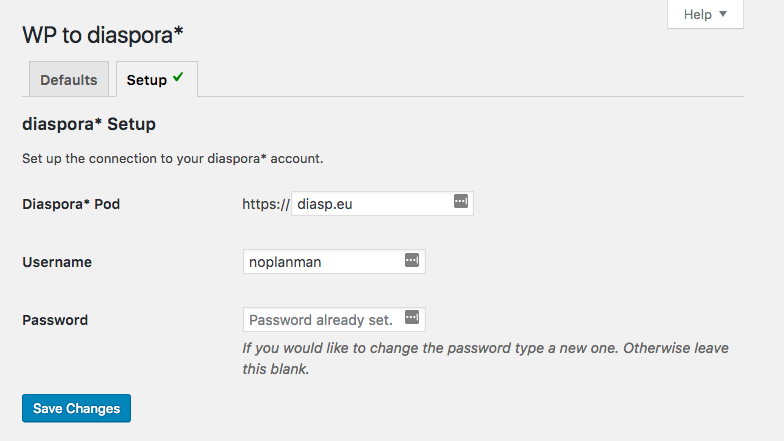 Help
WP to diaspora*
Defaults
Setup
diaspora* Setup
Set up the connection to your diaspora* account.
Diaspora* Pod https:// diasp.eu
Username noplanman
Password Password already set.
If you would like to change the password type a new one. Otherwise leave
this blank.
Save Changes